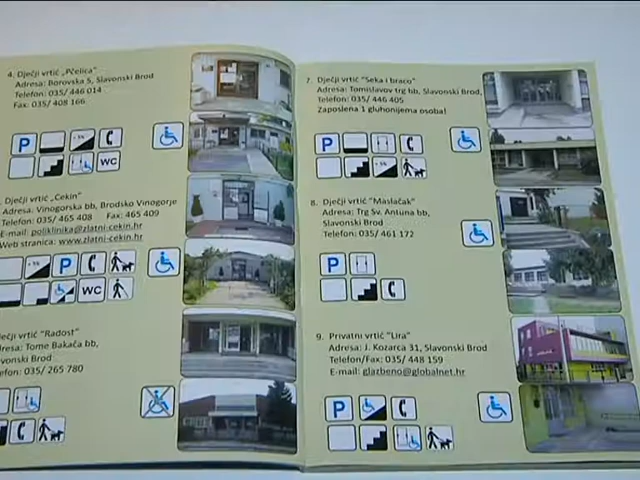 4. Dječji vrtić „Pčelica"
Adresa: Borovska 5, Slavonski Brod
Telefon: 035/ 446 014
Fax: 035/ 408 166
P
WC
Dječji vrtić „Cekin"
Adresa: Vinogorska bb, Brodsko Vinogorje
Telefon: 035/ 465 408 Fax: 465 409
E-mail: poliklinika@zlatni-cekin.hr
Web stranica: www.zlatni-cekin.hr
P
WC
ječji vrtić "Radost"
resa: Tome Bakača bb,
avonski Brod
efon: 035/ 265 780
7. Dječji vrtić "Seka i braco"
Adresa: Tomislavov trg bb, Slavonski Brod,
Telefon: 035/ 446 405
Zaposlena 1 gluhonijema osoba!
P
8. Dječji vrtić "Maslačak"
Adresa: Trg Sv. Antuna bb,
Slavonski Brod
Telefon: 035/ 461 172
P
9. Privatni vrtić "Lira"
Adresa: J. Kozarca 31, Slavonski Brod
Telefon/Fax: 035/ 448 159
E-mail: glazbeno@globalnet.hr
P